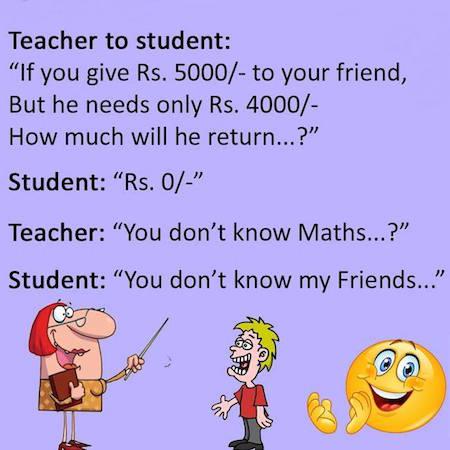 Teacher to student:
“If you give Rs. 5000/- to your friend,
But he needs only Rs. 4000/-
How much will he return...?”
Student: “Rs. 0/-”
Teacher: “You don’t know Maths...?”
Student: “You don’t know my Friends...”